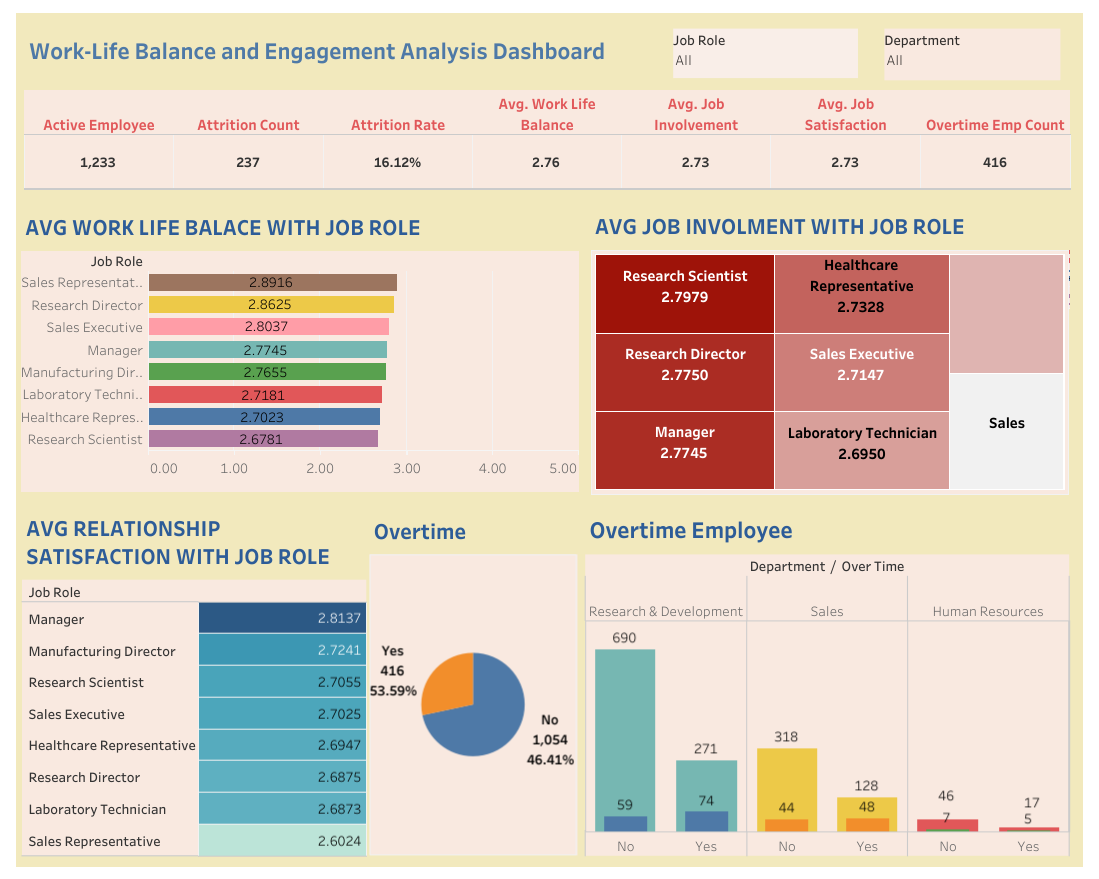 Work-Life Balance and Engagement Analysis Dashboard
Job Role
All
Department
All
Active Employee
Attrition Count
Attrition Rate
Avg. Work Life
Balance
Avg. Job
Involvement
Avg. Job
Satisfaction
Overtime Emp Count
1,233
237
16.12%
2.76
2.73
2.73
416
AVG WORK LIFE BALACE WITH JOB ROLE
Job Role
Sales Representat.. 2.8916
Research Director 2.8625
Sales Executive 2.8037
Manager 2.7745
Manufacturing Dir.. 2.7655
Laboratory Techni.. 2.7181
Healthcare Repres.. 2.7023
Research Scientist 2.6781
0.00 1.00 2.00 3.00 4.00 5.00
AVG JOB INVOLMENT WITH JOB ROLE
Research Scientist
2.7979
Research Director
2.7750
Manager
2.7745
Healthcare
Representative
2.7328
Sales Executive
2.7147
Laboratory Technician
2.6950
Sales
AVG RELATIONSHIP
SATISFACTION WITH JOB ROLE
Job Role
Manager 2.8137
Manufacturing Director 2.7241
Research Scientist 2.7055
Sales Executive 2.7025
Healthcare Representative 2.6947
Research Director 2.6875
Laboratory Technician 2.6873
Sales Representative 2.6024
Overtime
Yes
416
53.59%
No
1,054
46.41%
Overtime Employee
Department / Over Time
Research & Development Sales Human Resources
690
271
59
74
318
128
44
48
46
17
7
5
No Yes No Yes No Yes